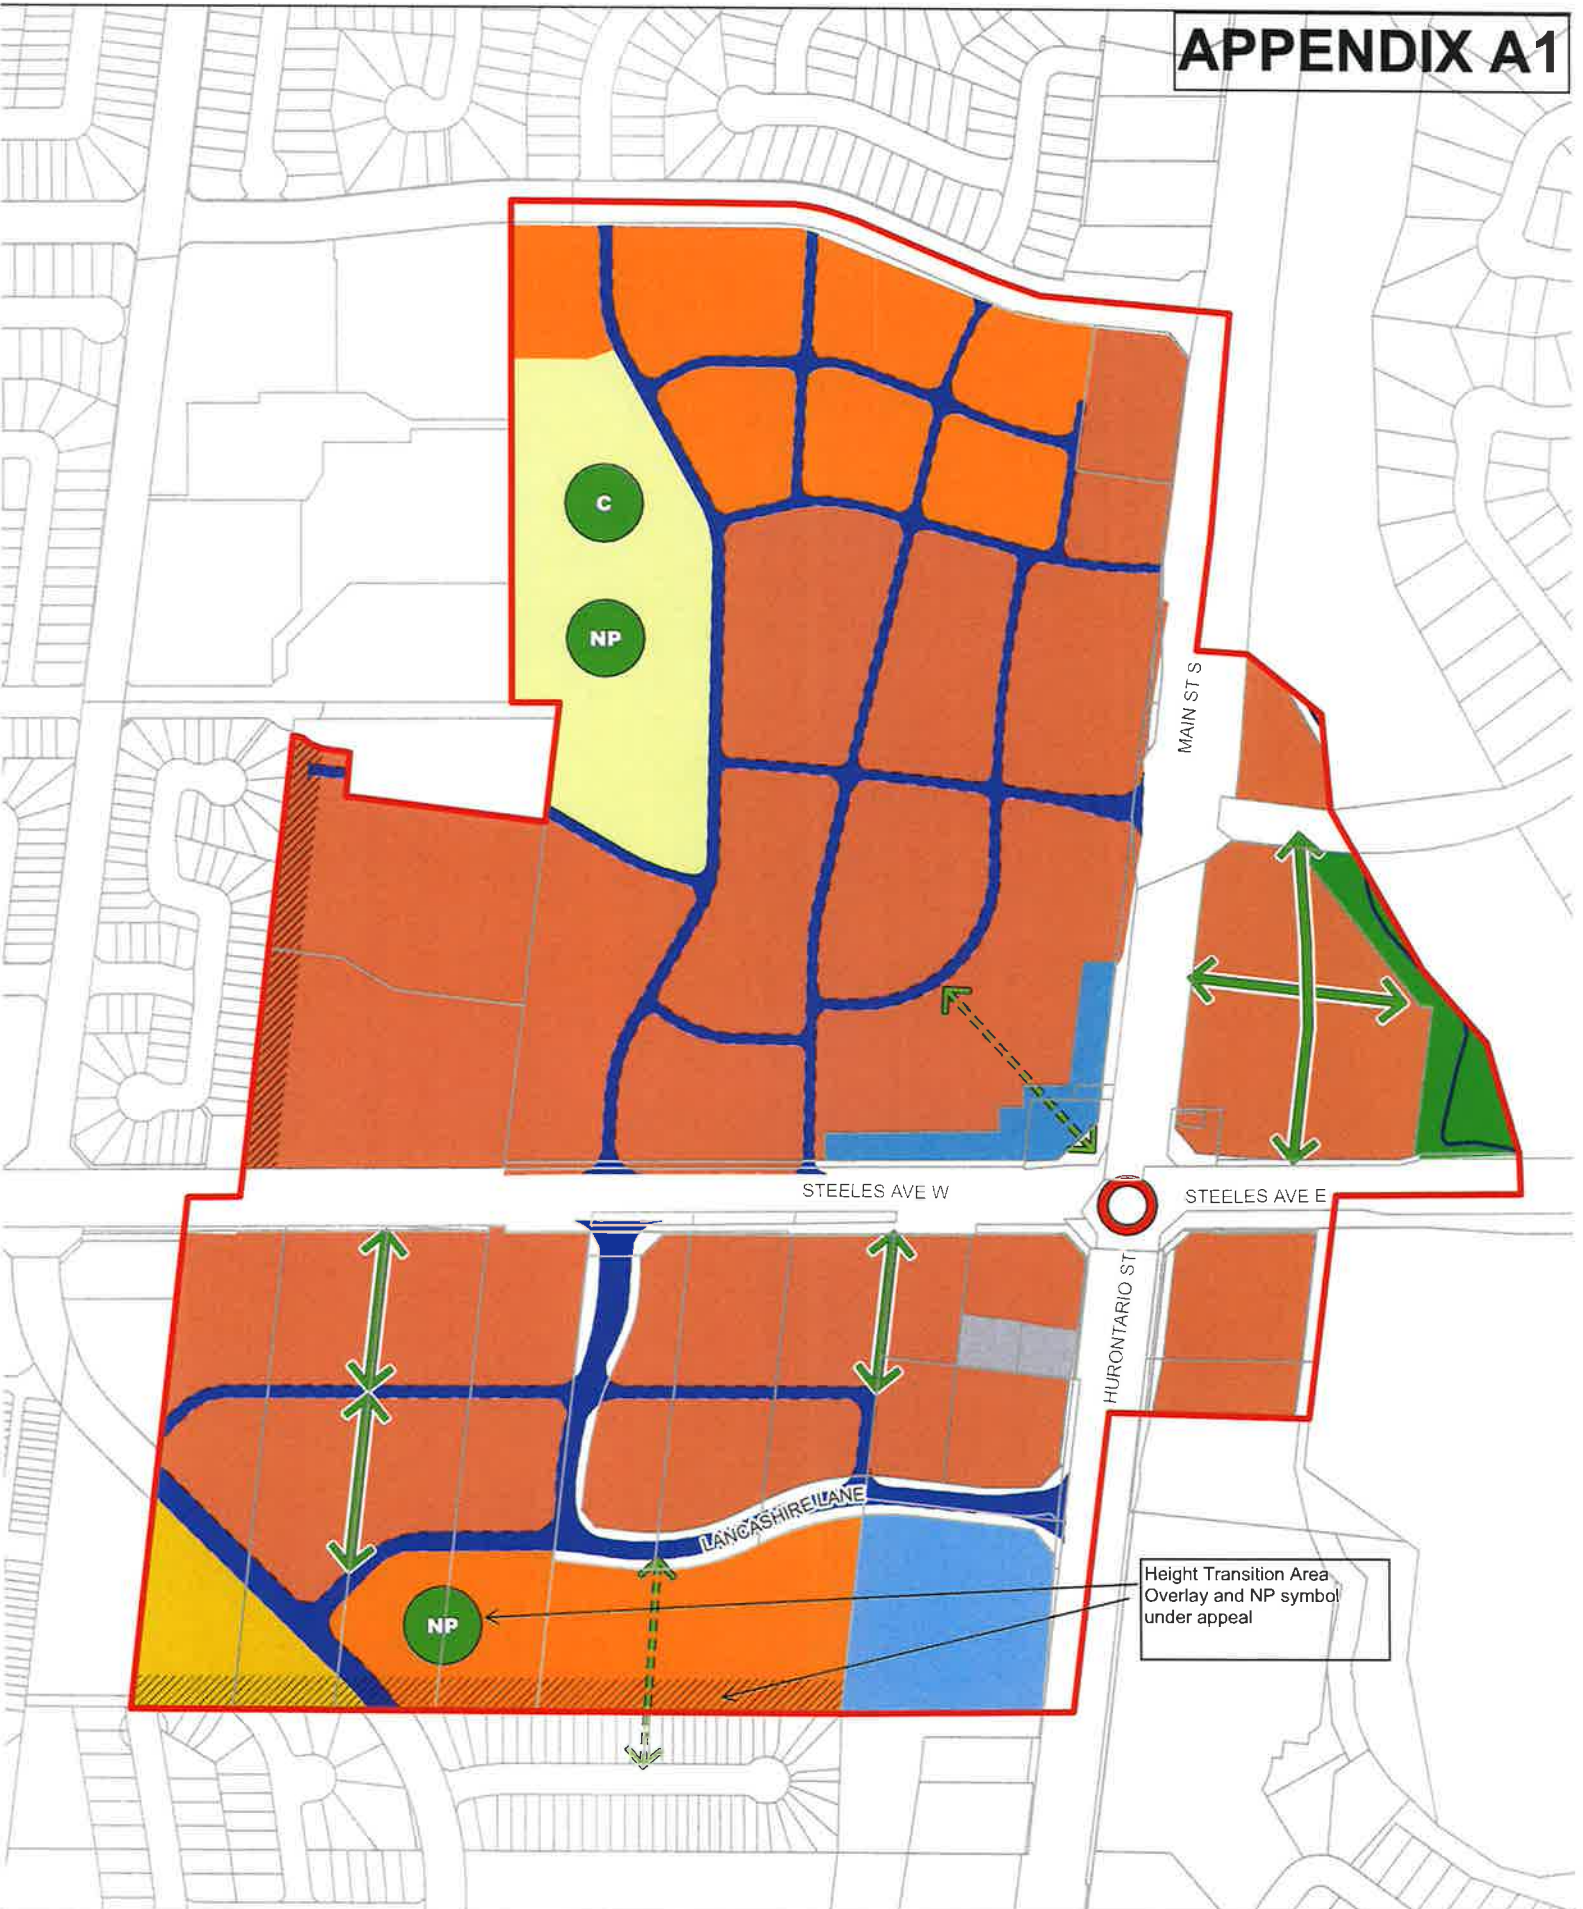 APPENDIX A1
C
NP
MAIN ST S
STEELES AVE W
STEELES AVE E
HURONTARIO ST
LANCASHIRE LANE
Height Transition Area
Overlay and NP symbol
under appeal
NP